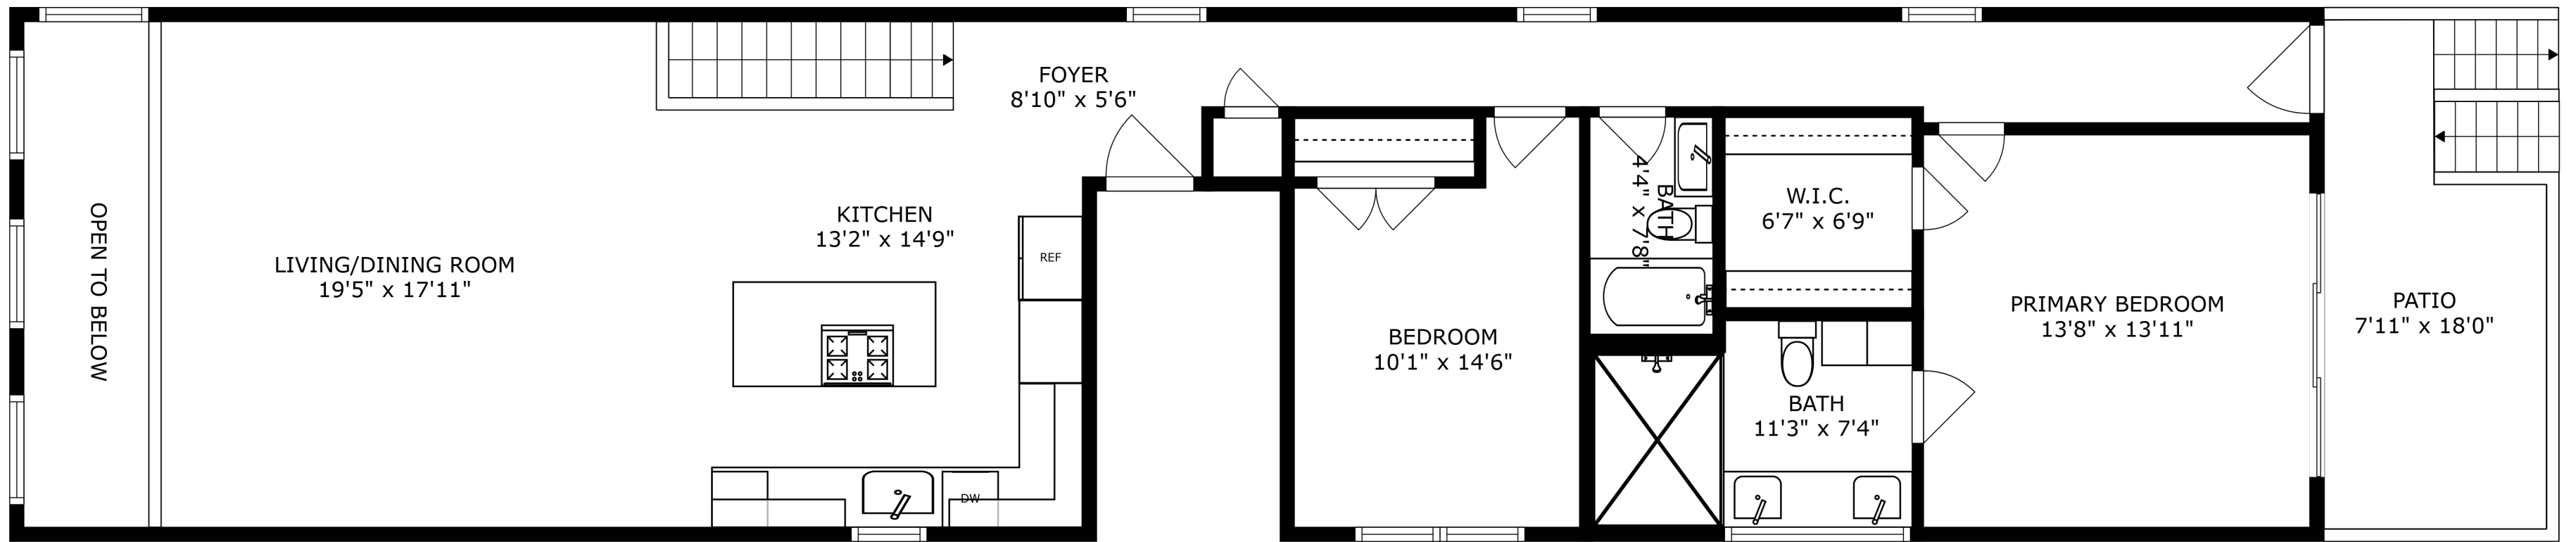 OPEN TO BELOW
LIVING/DINING ROOM
19'5" x 17'11"
KITCHEN
13'2" x 14'9"
REF
DW
FOYER
8'10" x 5'6"
BEDROOM
10'1" x 14'6"
BATH
4'4" x 7'8"
W.I.C.
6'7" x 6'9"
BATH
11'3" x 7'4"
PRIMARY BEDROOM
13'8" x 13'11"
PATIO
7'11" x 18'0"